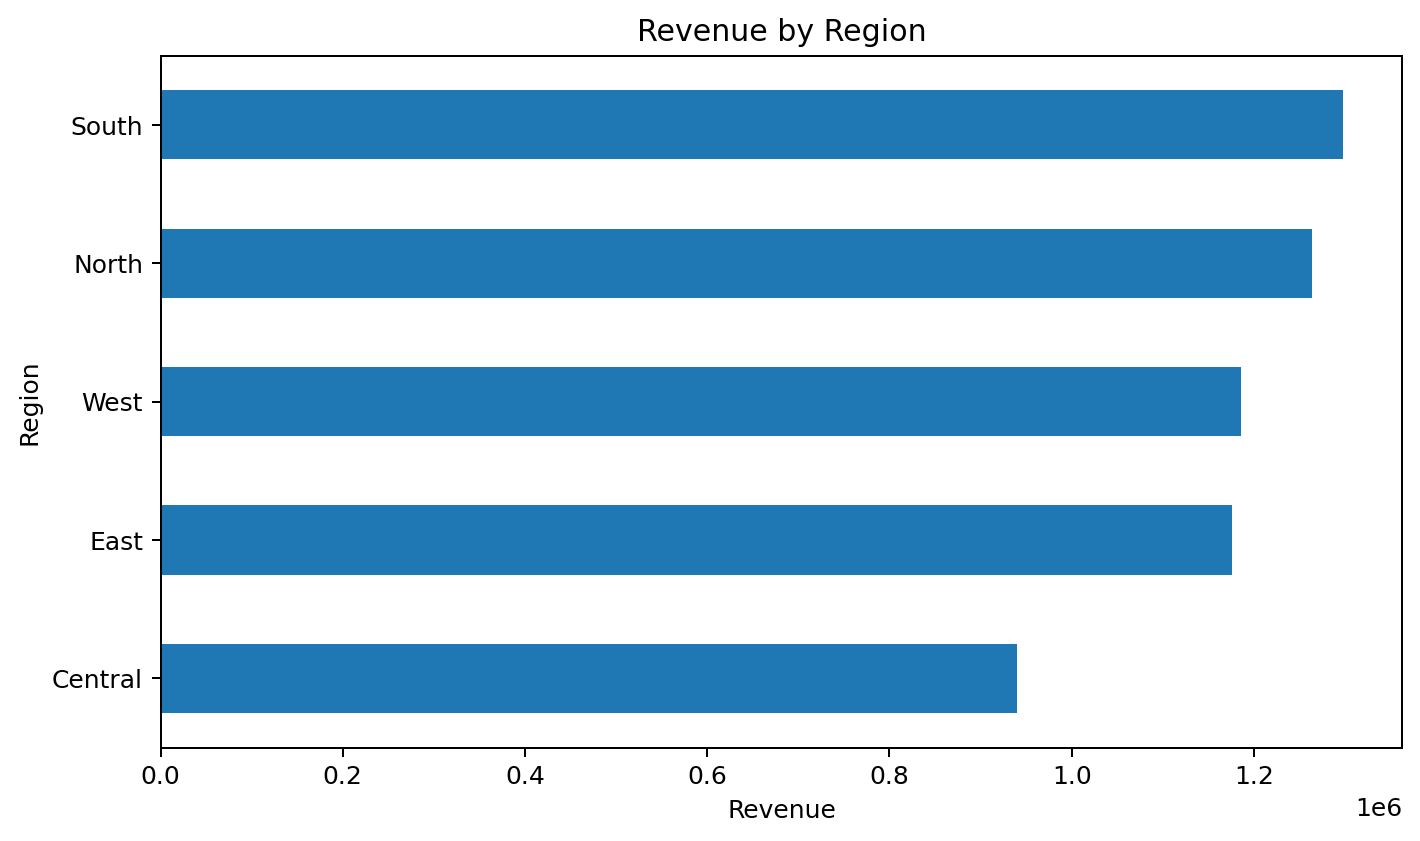 Revenue by Region
South
North
West
East
Central
Region
0.0 0.2 0.4 0.6 0.8 1.0 1.2
Revenue
1e6